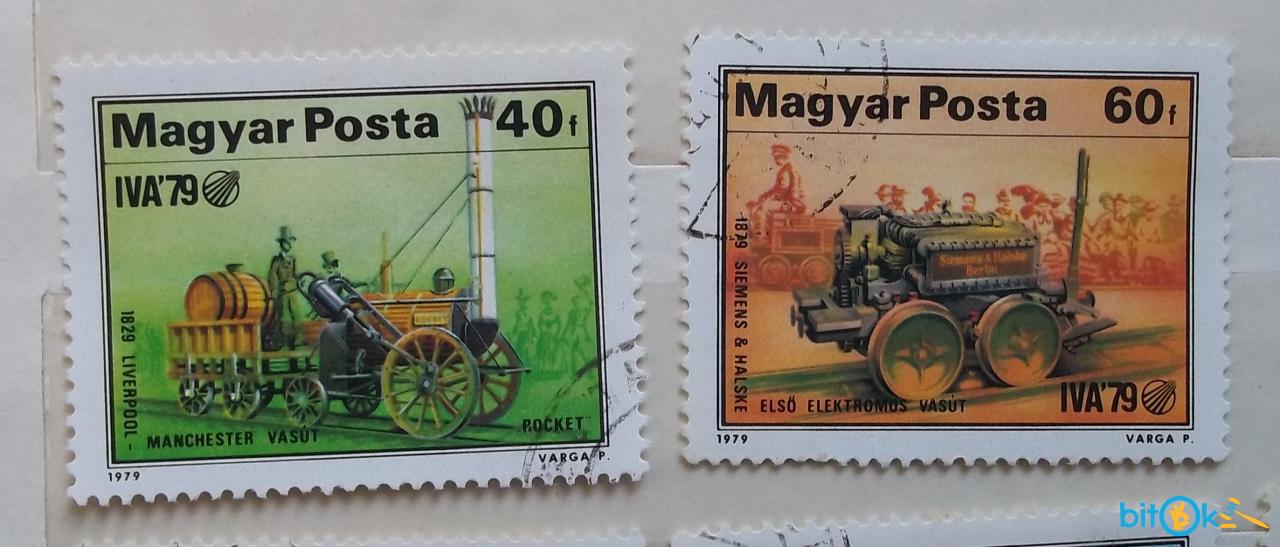 Magyar Posta 40f
IVA'79
1829 LIVERPOOL -
MANCHESTER VASÚT
"ROCKET"
1979
VARGA P.
Magyar Posta 60f
1879 SIEMENS & HALSKE
Siemens & Halske
Berlin
ELSŐ ELEKTROMOS VASÚT
IVA'79
1979
VARGA P.
bitOk